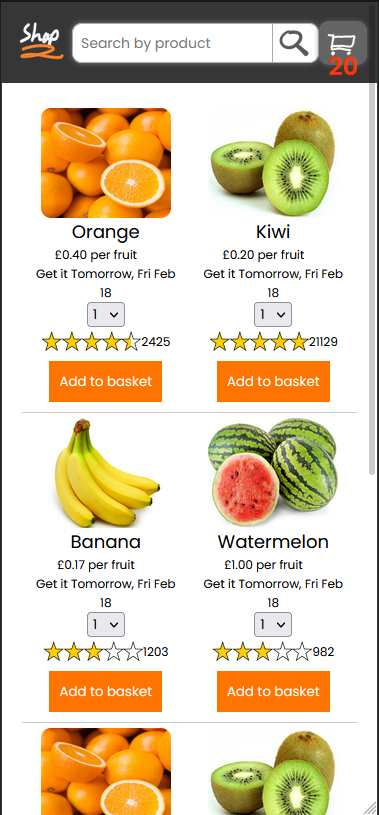 Shop
Search by product
20
Orange
£0.40 per fruit
Get it Tomorrow, Fri Feb
18
1
2425
Add to basket
Kiwi
£0.20 per fruit
Get it Tomorrow, Fri Feb
18
1
21129
Add to basket
Banana
£0.17 per fruit
Get it Tomorrow, Fri Feb
18
1
1203
Add to basket
Watermelon
£1.00 per fruit
Get it Tomorrow, Fri Feb
18
1
982
Add to basket